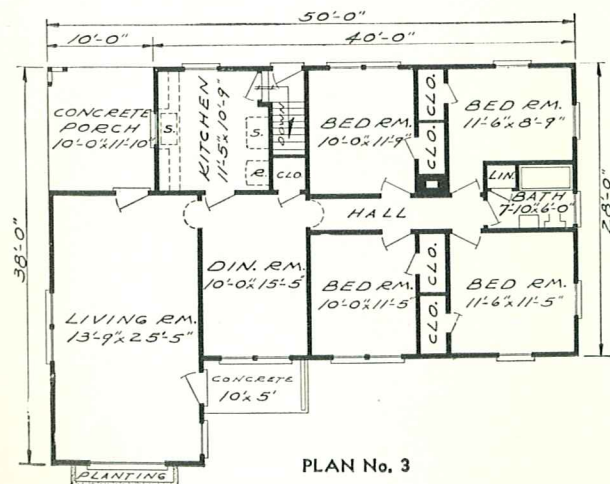 50'-0"
10'-0"
40'-0"
CONCRETE
PORCH
10'-0"x11'-10"
S.
KITCHEN
11'-5"x10'-9"
S.
R.
DOWN
CLO
BED RM.
10'-0"x11'-9"
CLO.
CLO.
BED RM.
11'-6"x8'-9"
LIN.
BATH
7'-10"x6'-0"
HALL
28'-0"
38'-0"
LIVING RM.
13'-9"x25'-5"
DIN. RM.
10'-0"x15'-5"
BED RM.
10'-0"x11'-5"
CLO.
CLO.
BED RM.
11'-6"x11'-5"
CONCRETE
10'x5'
PLANTING
PLAN No. 3